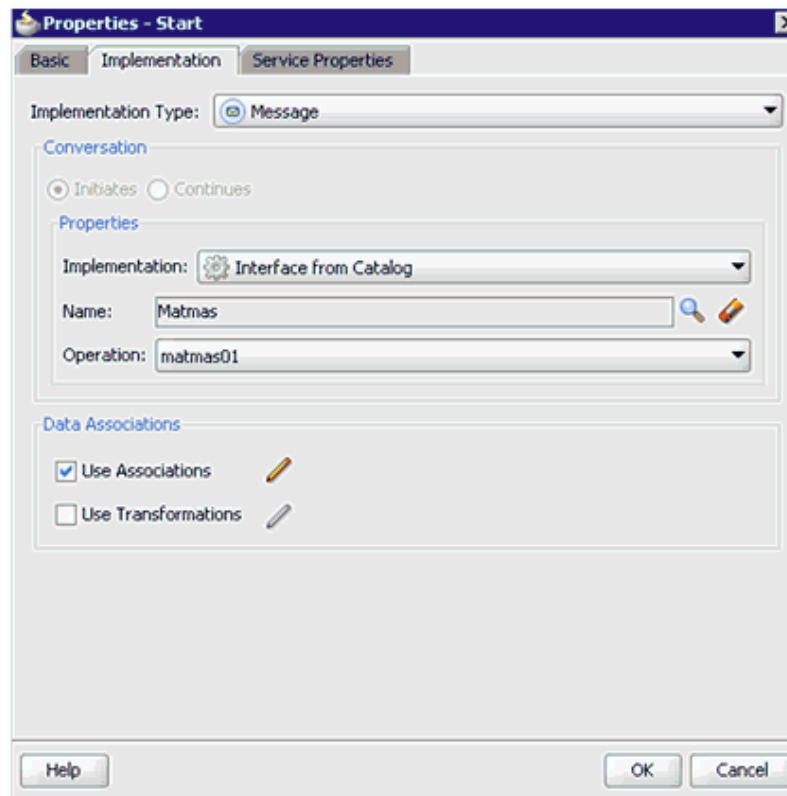 Properties - Start
Basic Implementation Service Properties
Implementation Type: Message
Conversation
Initiates Continues
Properties
Implementation: Interface from Catalog
Name: Matmas
Operation: matmas01
Data Associations
Use Associations
Use Transformations
Help OK Cancel